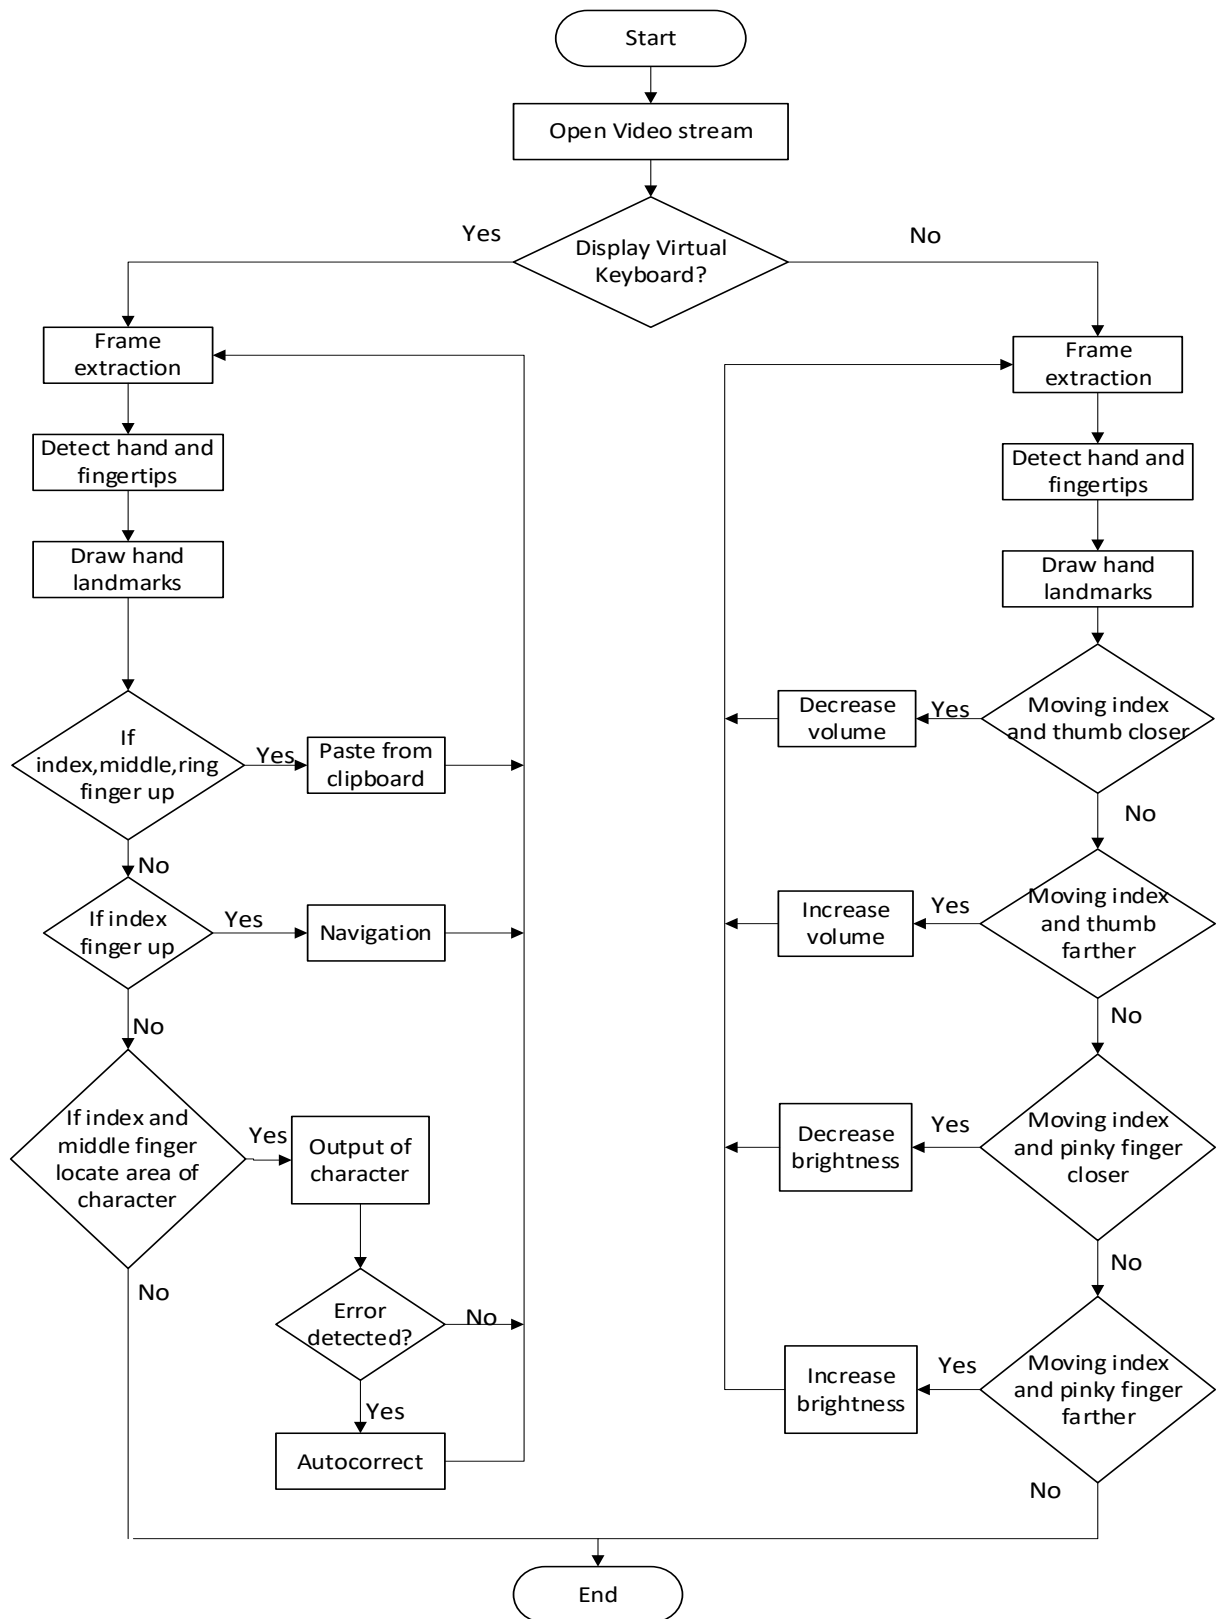 Start
Open Video stream
Yes
No
Display Virtual
Keyboard?
Frame
extraction
Frame
extraction
Detect hand and
fingertips
Detect hand and
fingertips
Draw hand
landmarks
Draw hand
landmarks
If
index,middle,ring
finger up
Yes
Paste from
clipboard
Decrease
volume
Yes
Moving index
and thumb closer
No
No
If index
finger up
Yes
Navigation
Increase
volume
Yes
Moving index
and thumb
farther
No
No
If index and
middle finger
locate area of
character
Yes
Output of
character
Decrease
brightness
Yes
Moving index
and pinky finger
closer
No
No
Error
detected?
No
Increase
brightness
Yes
Moving index
and pinky finger
farther
Yes
Autocorrect
No
End